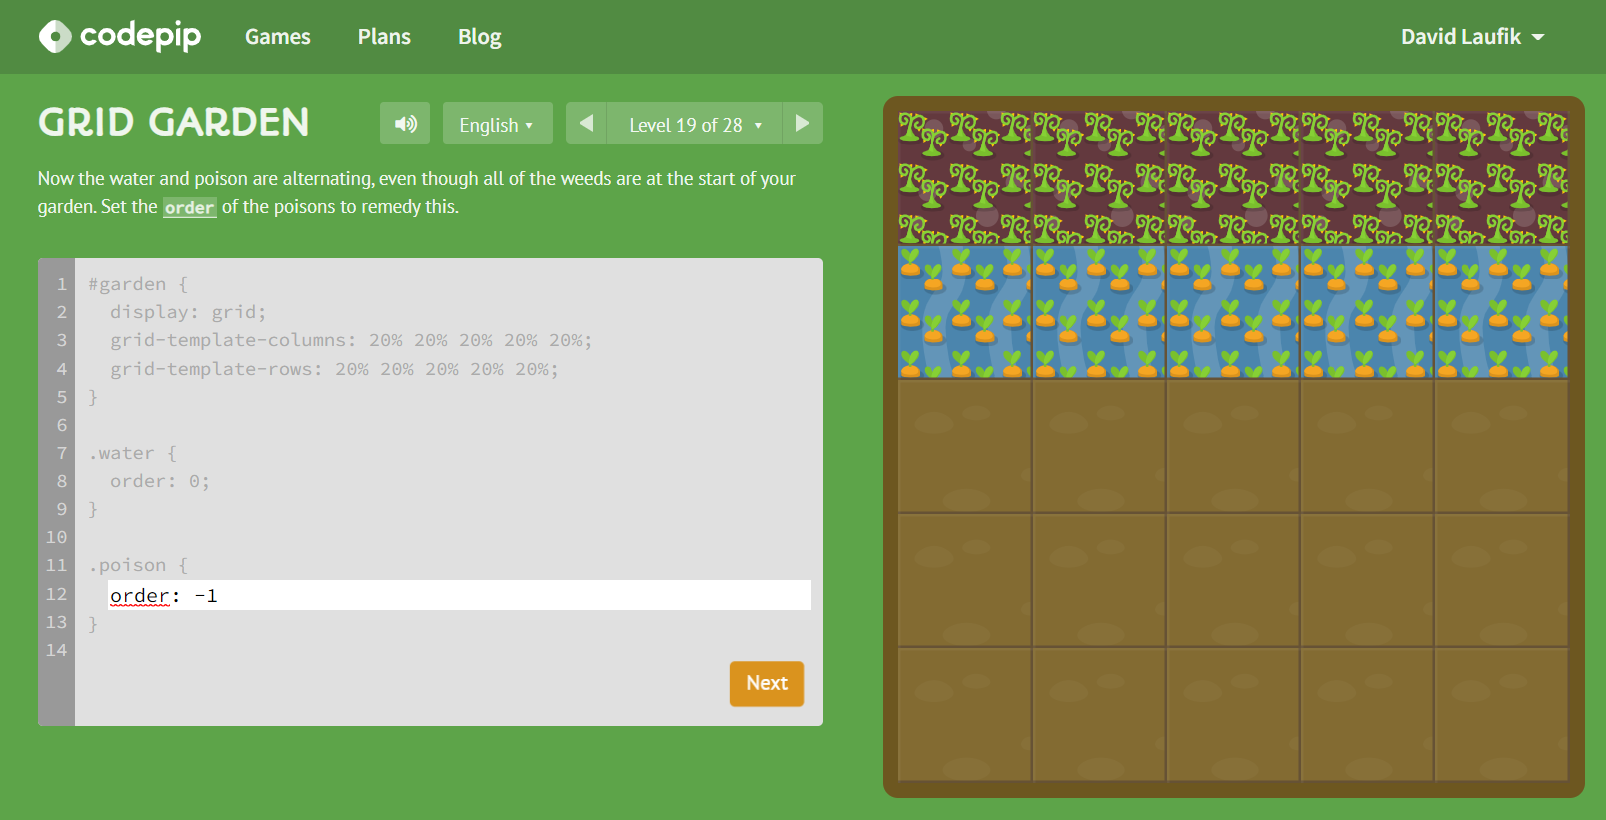 codepip Games Plans Blog David Laufik
GRID GARDEN English Level 19 of 28
Now the water and poison are alternating, even though all of the weeds are at the start of your
garden. Set the order of the poisons to remedy this.
1 #garden {
2 display: grid;
3 grid-template-columns: 20% 20% 20% 20% 20%;
4 grid-template-rows: 20% 20% 20% 20% 20%;
5 }
6
7 .water {
8 order: 0;
9 }
10
11 .poison {
12 order: -1
13 }
14
Next